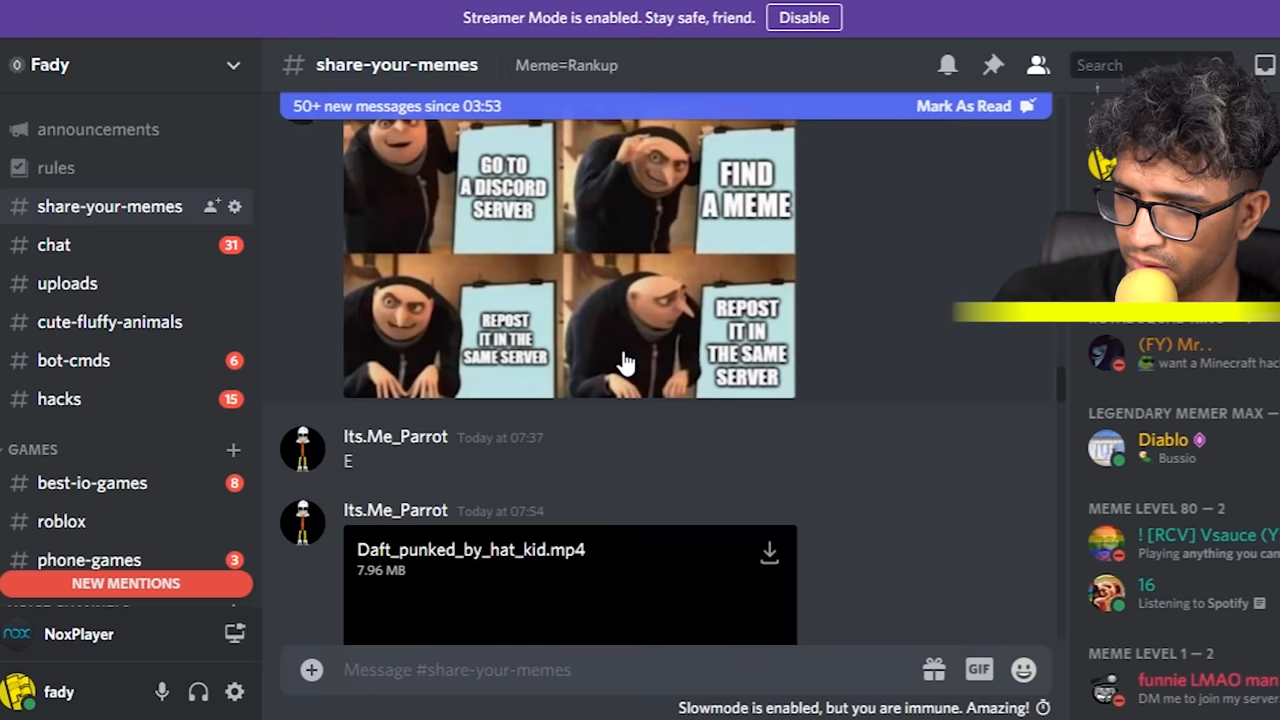 Streamer Mode is enabled. Stay safe, friend.
Disable
Fady
announcements
rules
share-your-memes
chat
31
uploads
cute-fluffy-animals
bot-cmds
6
hacks
15
GAMES
best-io-games
8
roblox
phone-games
3
NEW MENTIONS
nox
NoxPlayer
fady
# share-your-memes
Meme=Rankup
Search
50+ new messages since 03:53
Mark As Read
GO TO
A DISCORD
SERVER
FIND
A MEME
REPOST
IT IN THE
SAME SERVER
REPOST
IT IN
THE SAME
SERVER
Its.Me_Parrot Today at 07:37
E
Its.Me_Parrot Today at 07:54
Daft_punked_by_hat_kid.mp4
7.96 MB
Message #share-your-memes
GIF
Slowmode is enabled, but you are immune. Amazing!
(FY) Mr. .
want a Minecraft hac
LEGENDARY MEMER MAX —
Diablo
Bussio
MEME LEVEL 80 — 2
! [RCV] Vsauce (Y
Playing anything you can
16
Listening to Spotify
MEME LEVEL 1 — 2
funnie LMAO man
DM me to join my server